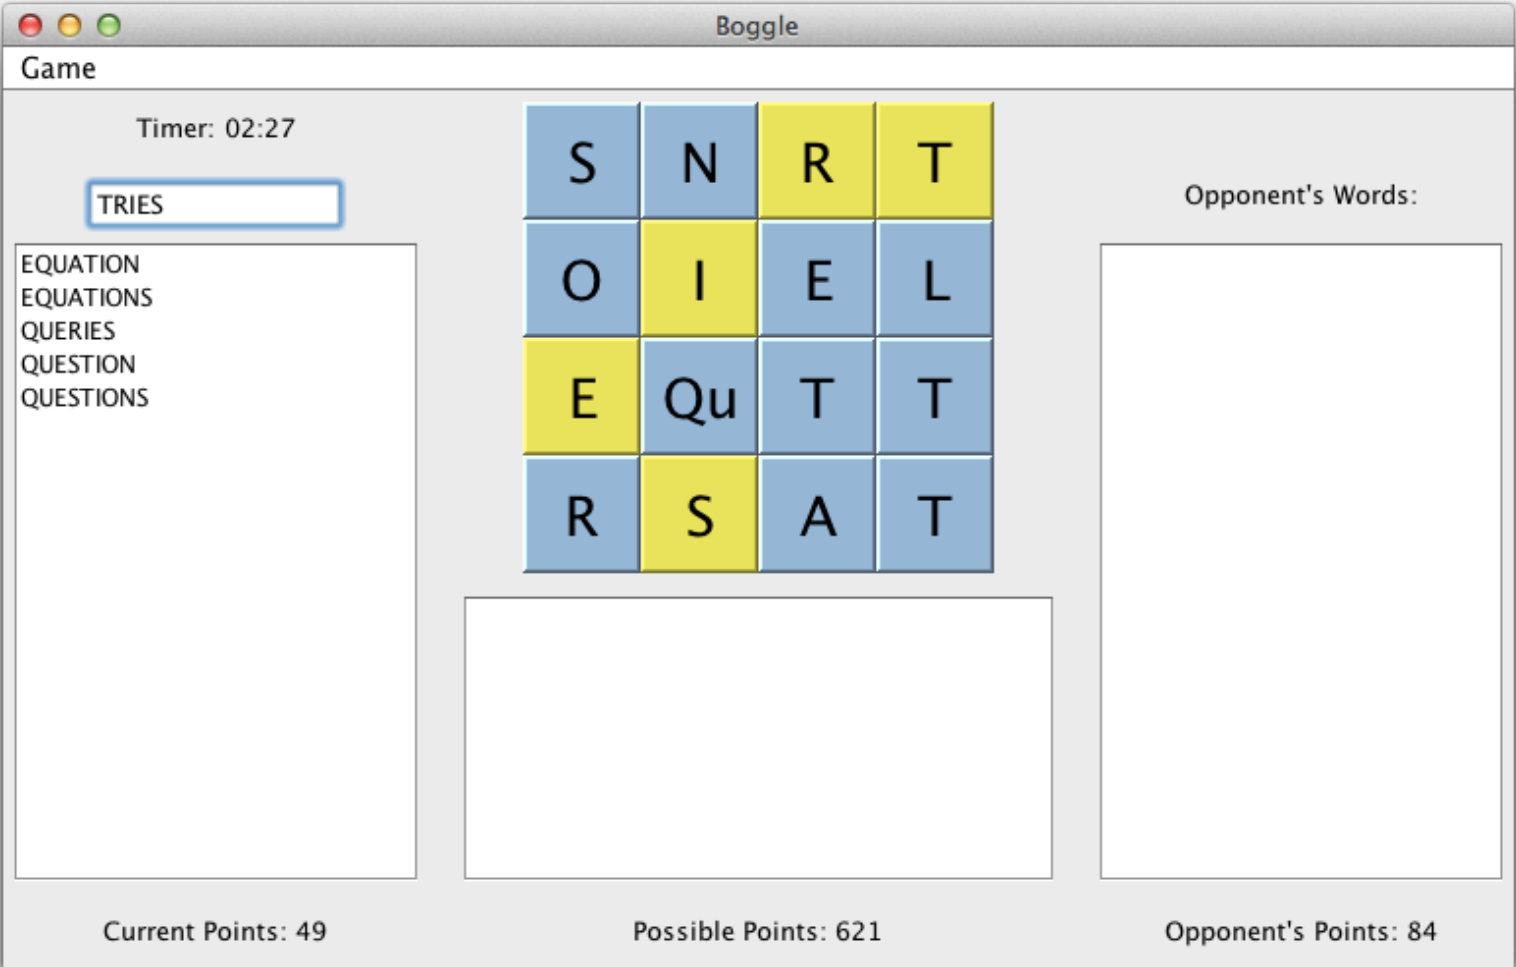 Boggle
Game
Timer: 02:27
TRIES
EQUATION
EQUATIONS
QUERIES
QUESTION
QUESTIONS
S N R T
O I E L
E Qu T T
R S A T
Opponent's Words:
Current Points: 49
Possible Points: 621
Opponent's Points: 84